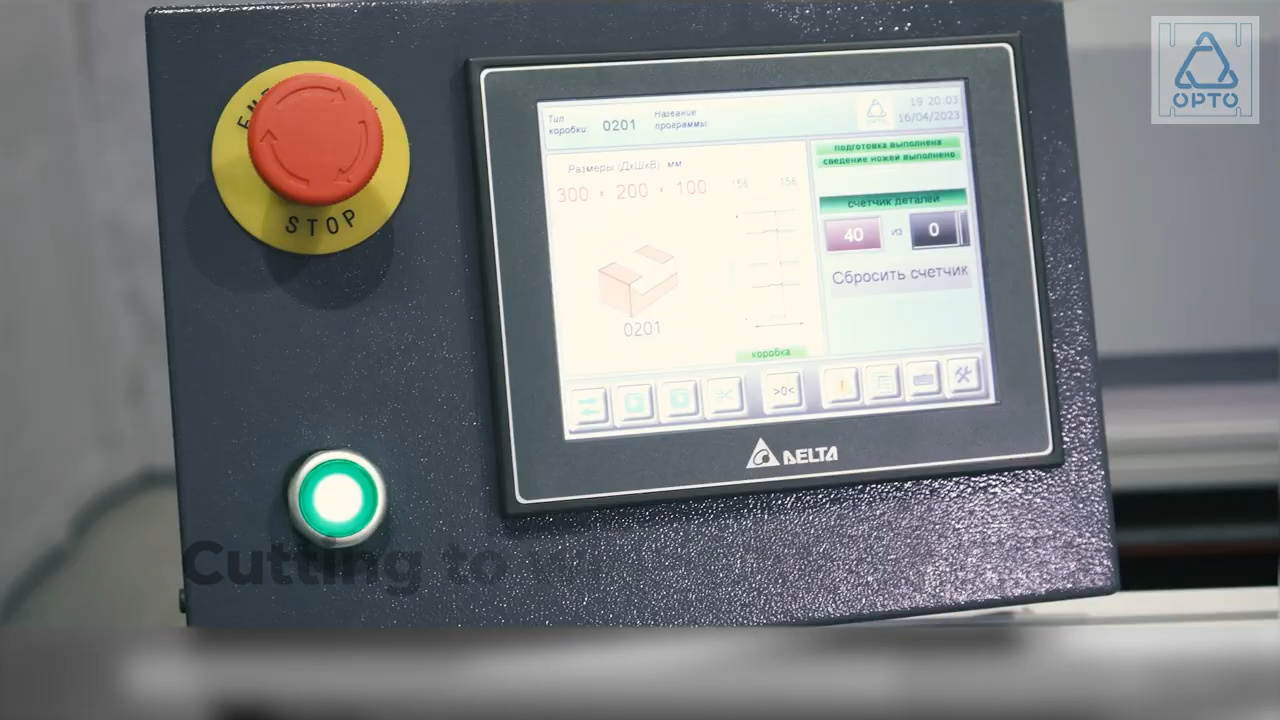 OPTO
STOP
Тип коробки: 0201
Название программы:
19:20:03
16/04/2023
Размеры (ДхШхВ) мм
300 х 200 х 100
156 156
0201
коробка
подготовка выполнена
сведение ножей выполнено
счетчик деталей
40 из 0
Сбросить счетчик
>0<
DELTA
Cutting to